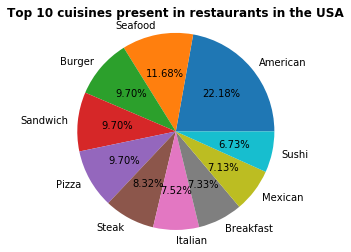 Top 10 cuisines present in restaurants in the USA
American
22.18%
Seafood
11.68%
Burger
9.70%
Sandwich
9.70%
Pizza
9.70%
Steak
8.32%
Italian
7.52%
Breakfast
7.33%
Mexican
7.13%
Sushi
6.73%